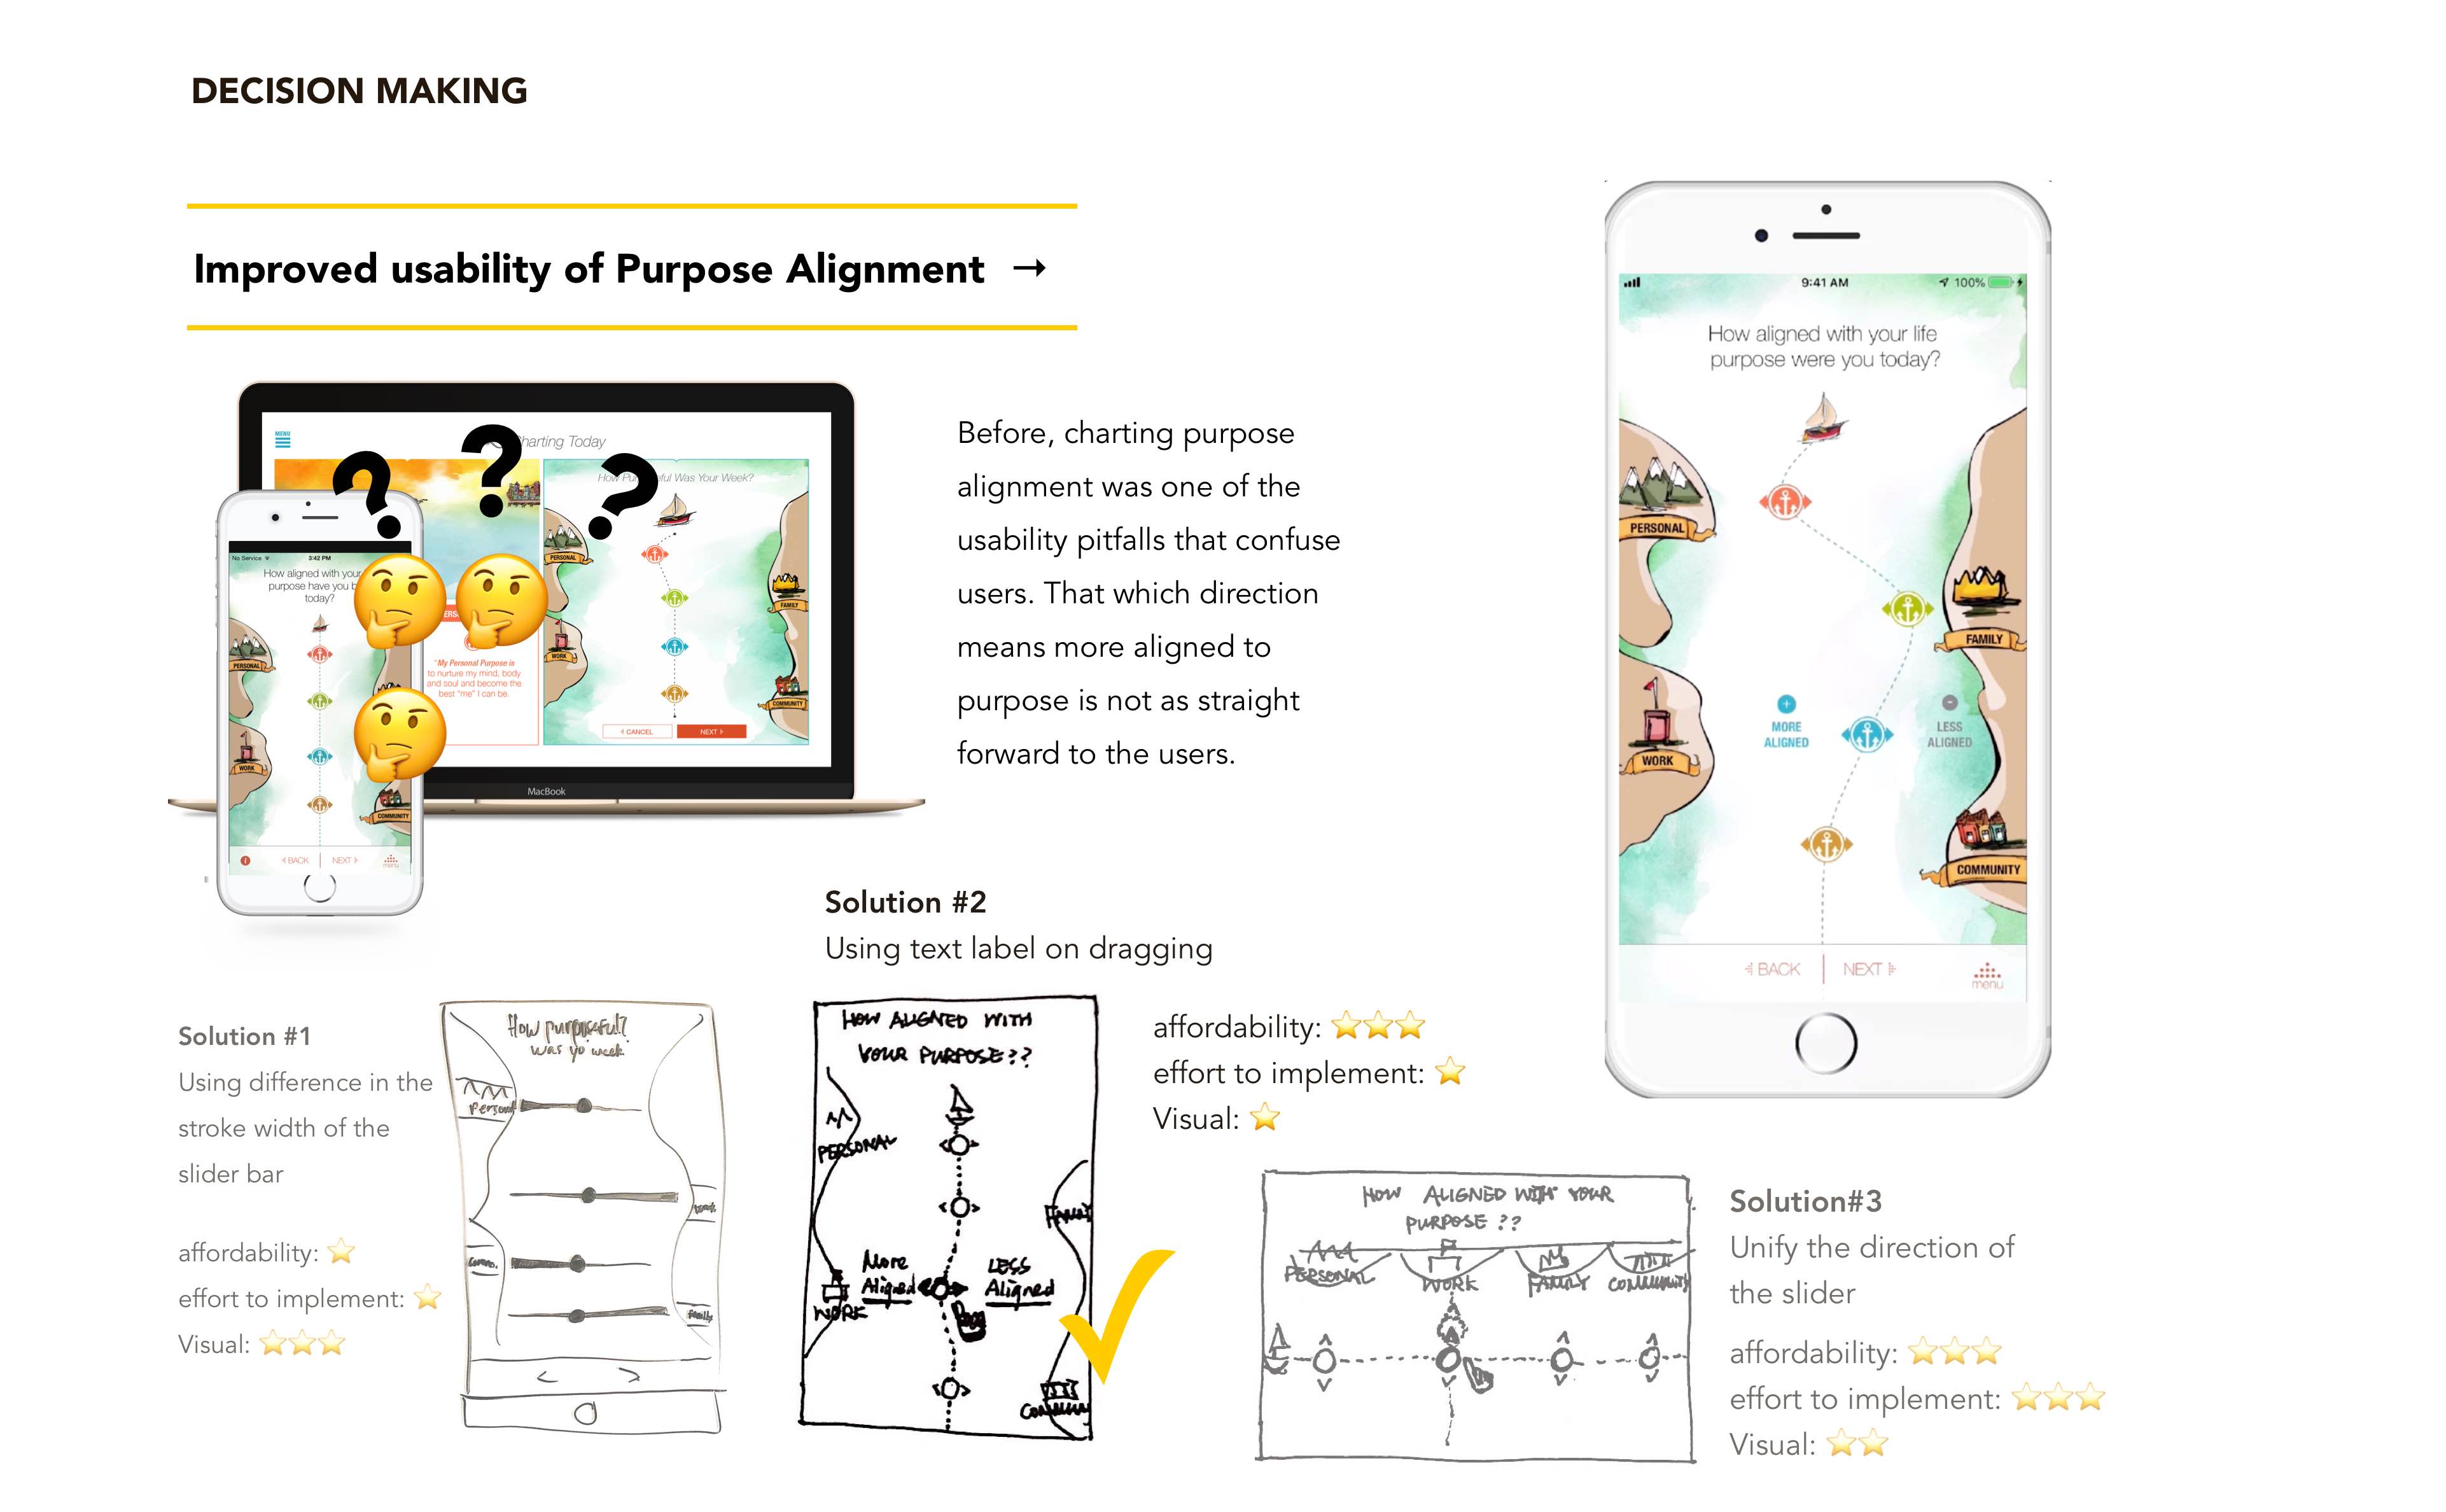 DECISION MAKING
Improved usability of Purpose Alignment →
MENU
Charting Today
How Pu
ful Was Your Week?
PERSONAL
FAMILY
WORK
COMMUNITY
"My Personal Purpose is
to nurture my mind, body
and soul and become the
best "me" I can be.
CANCEL
NEXT
MacBook
No Service
3:42 PM
How aligned with your
purpose have you b
today?
PERSONAL
WORK
COMMUNITY
BACK
NEXT
menu
Before, charting purpose
alignment was one of the
usability pitfalls that confuse
users. That which direction
means more aligned to
purpose is not as straight
forward to the users.
9:41 AM
100%
How aligned with your life
purpose were you today?
PERSONAL
FAMILY
MORE
ALIGNED
LESS
ALIGNED
WORK
COMMUNITY
BACK
NEXT
menu
Solution #1
Using difference in the
stroke width of the
slider bar
affordability: ⭐
effort to implement: ⭐
Visual: ⭐⭐⭐
How purposeful?
was yo week
Solution #2
Using text label on dragging
HOW ALIGNED WITH
YOUR PURPOSE??
PERSONAL
More
Aligned
LESS
Aligned
WORK
affordability: ⭐⭐⭐
effort to implement: ⭐
Visual: ⭐
HOW ALIGNED WITH YOUR
PURPOSE ??
PERSONAL
WORK
FAMILY
COMMUNITY
Solution#3
Unify the direction of
the slider
affordability: ⭐⭐⭐
effort to implement: ⭐⭐⭐
Visual: ⭐⭐